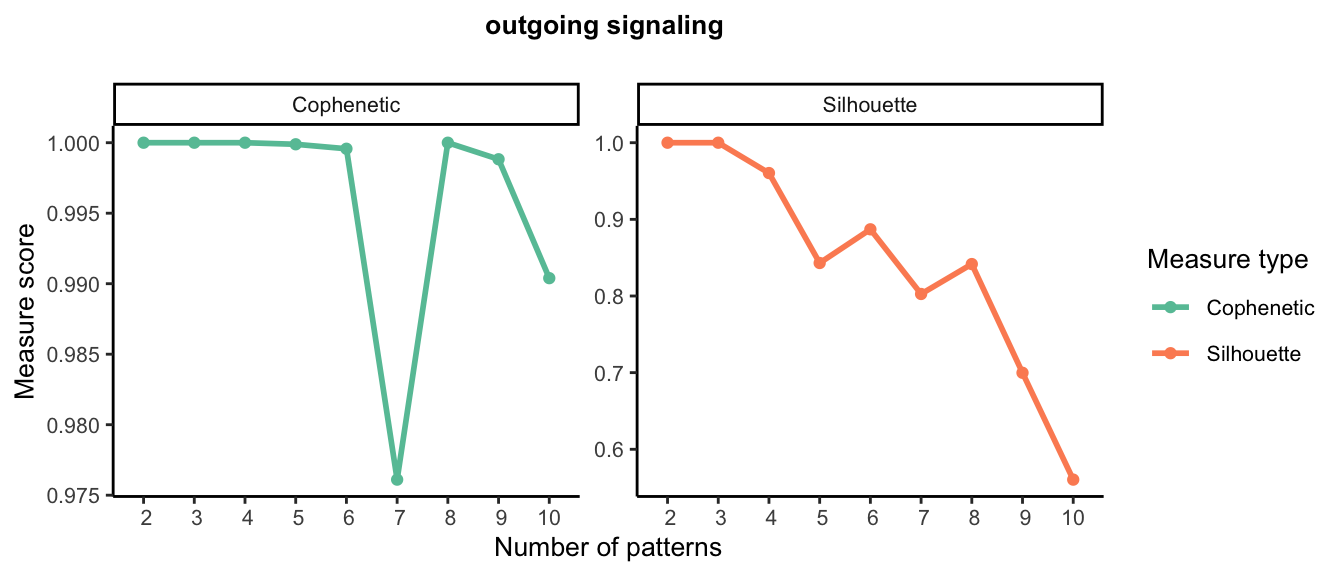 outgoing signaling
Cophenetic
Silhouette
Measure score
1.000
0.995
0.990
0.985
0.980
0.975
2 3 4 5 6 7 8 9 10
1.0
0.9
0.8
0.7
0.6
2 3 4 5 6 7 8 9 10
Number of patterns
Measure type
Cophenetic
Silhouette